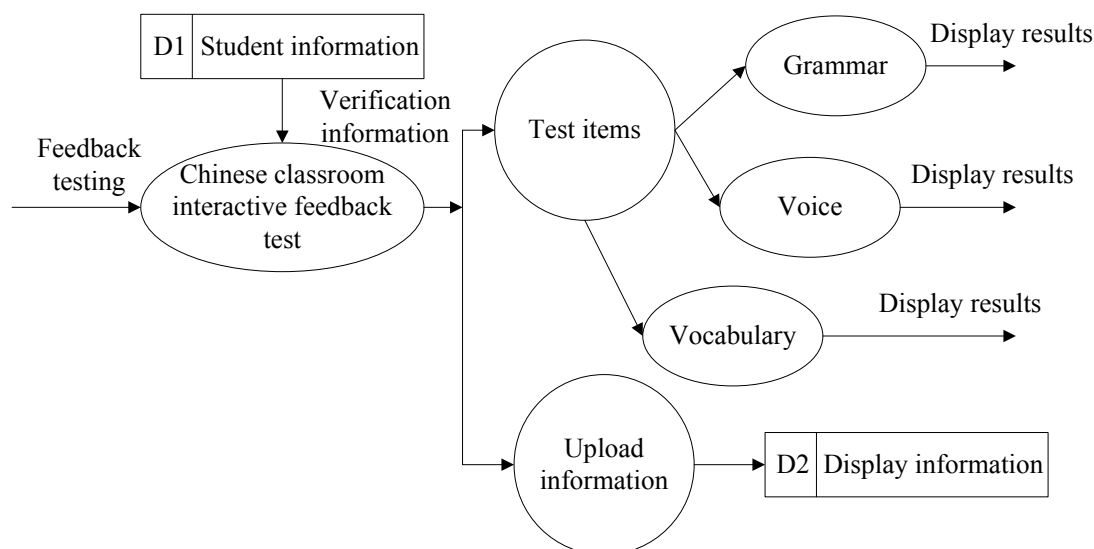 D1 Student information
Verification
information
Feedback
testing
Chinese classroom
interactive feedback
test
Test items
Grammar
Display results
Voice
Display results
Vocabulary
Display results
Upload
information
D2 Display information